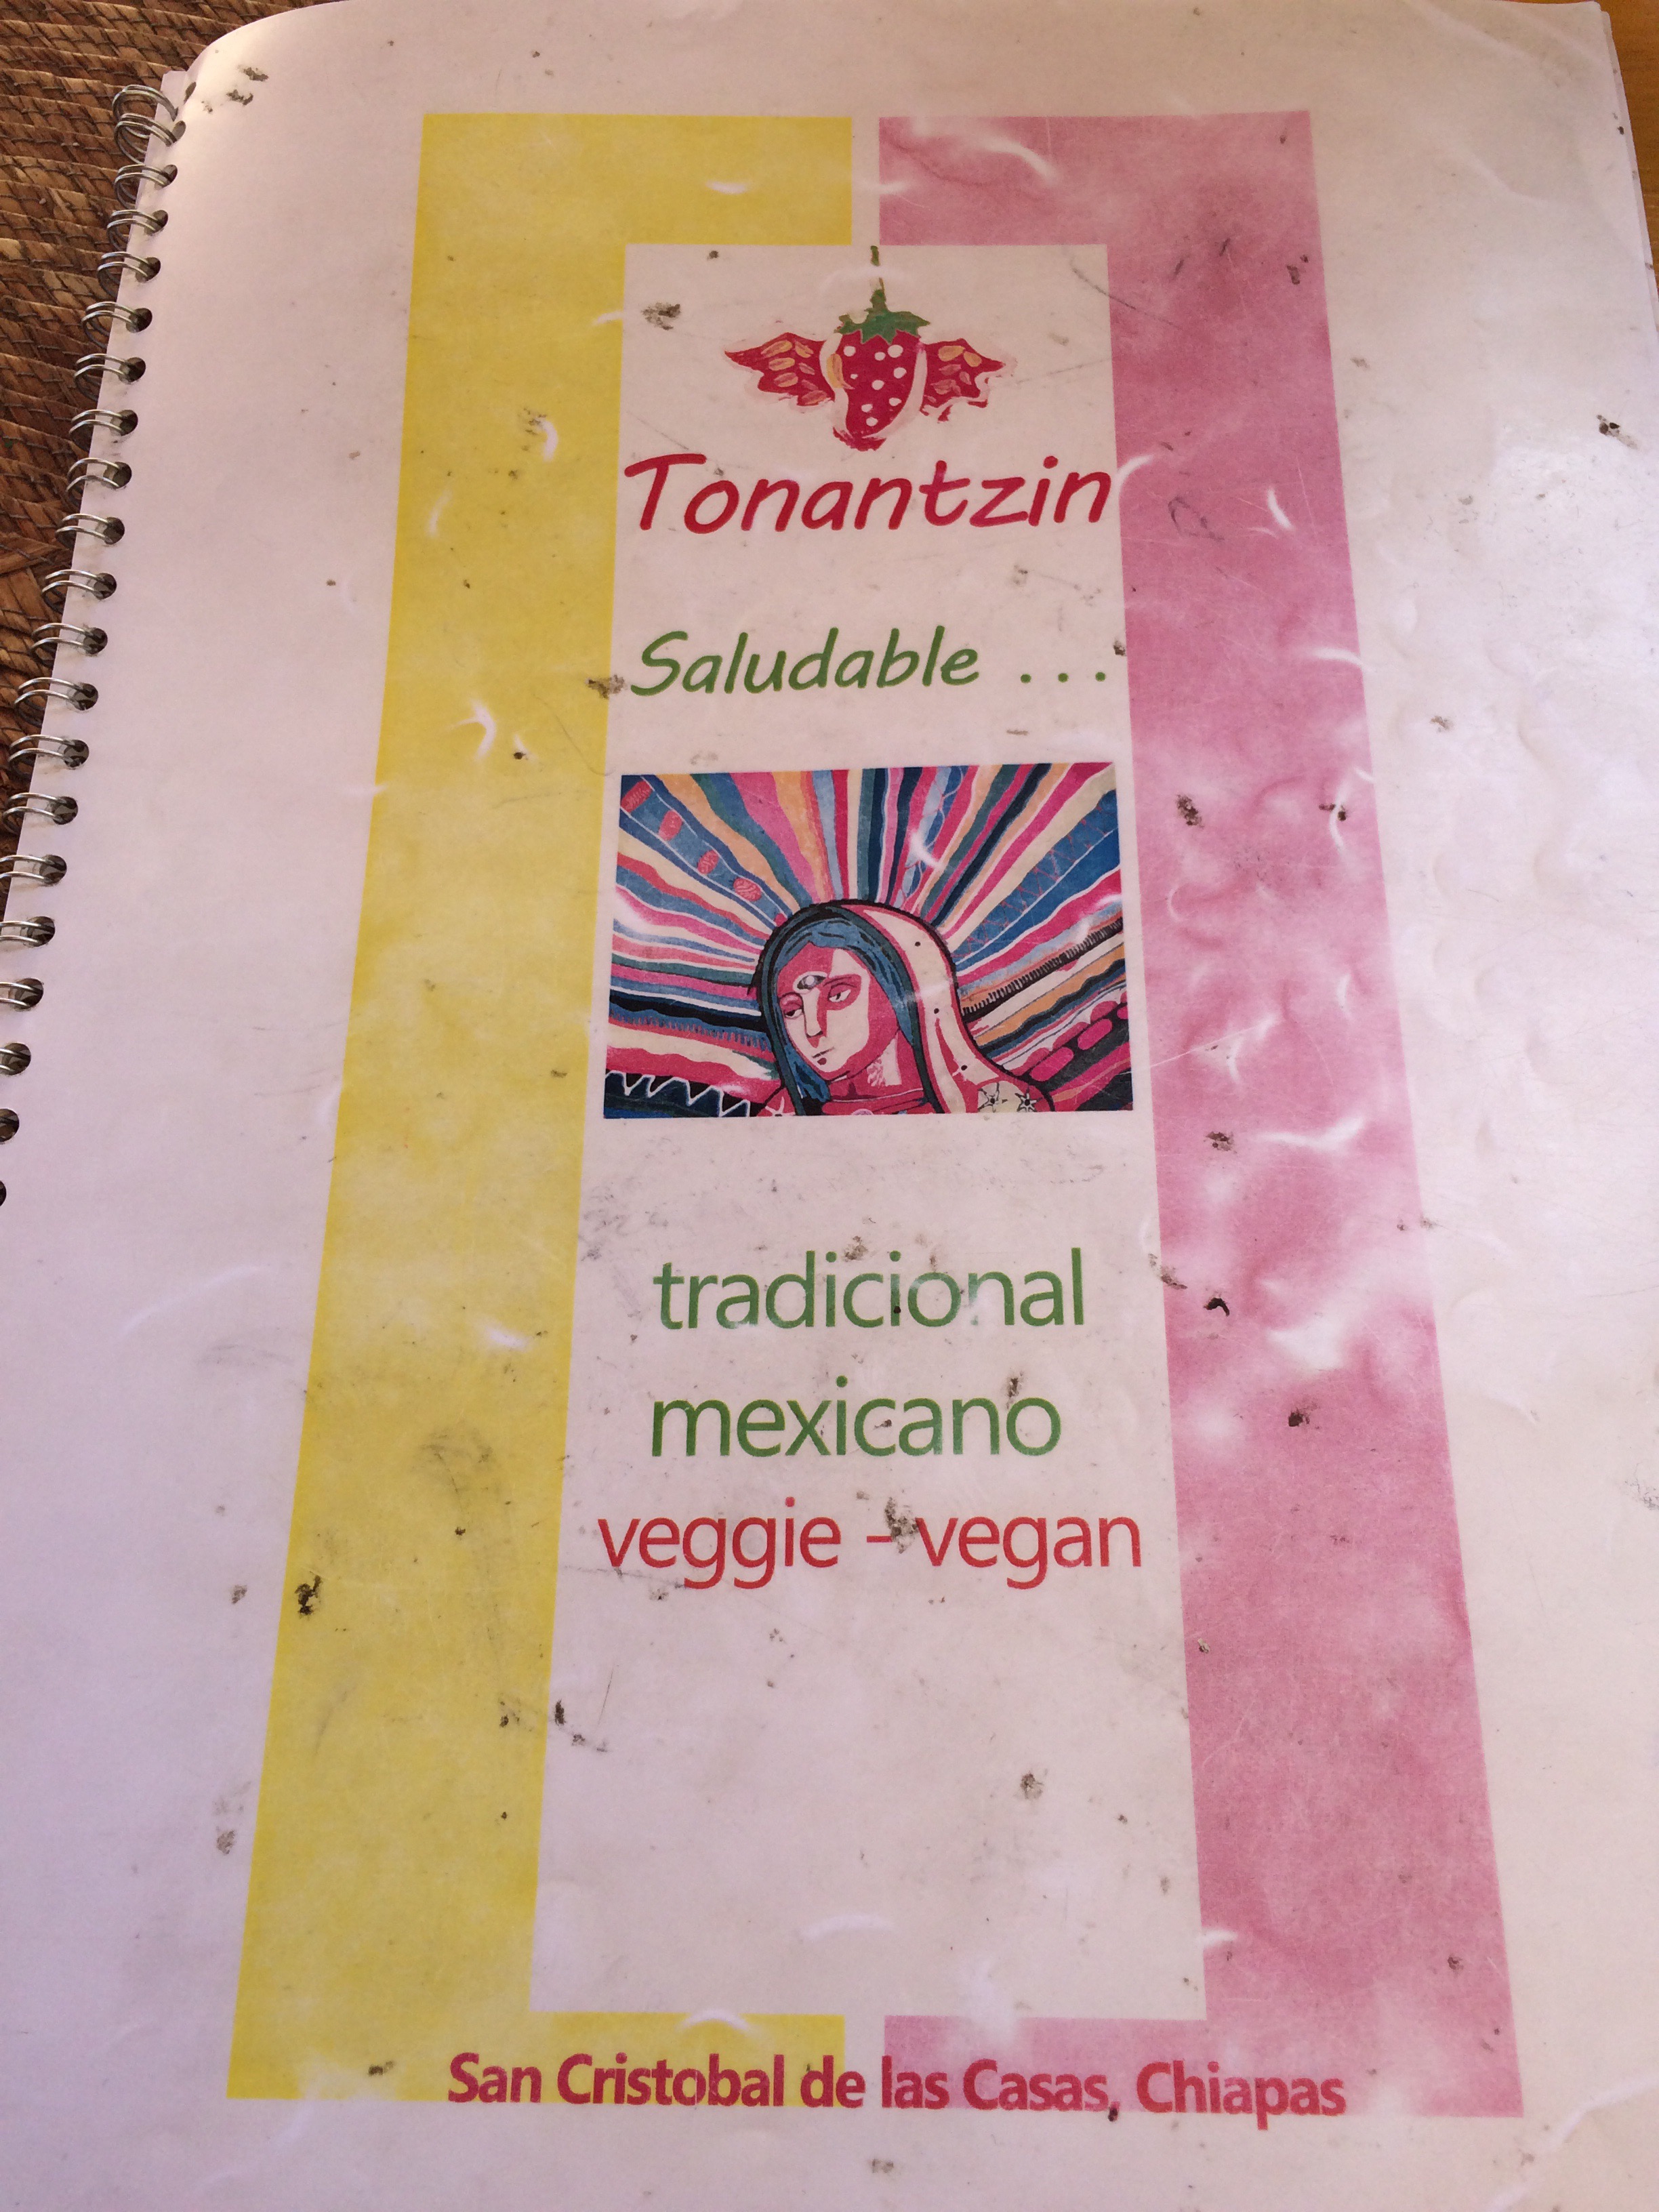 Tonantzin
Saludable ...
tradicional
mexicano
veggie - vegan
San Cristobal de las Casas, Chiapas